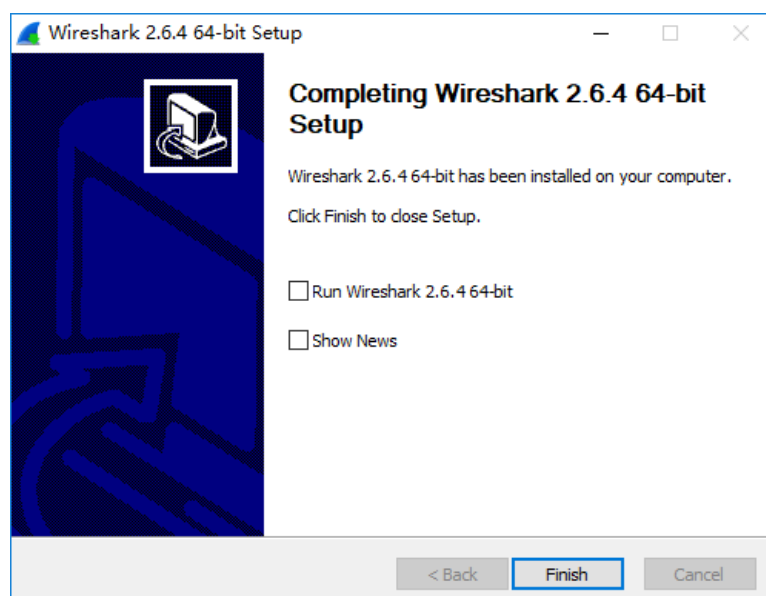 Wireshark 2.6.4 64-bit Setup
Completing Wireshark 2.6.4 64-bit
Setup
Wireshark 2.6.4 64-bit has been installed on your computer.
Click Finish to close Setup.
Run Wireshark 2.6.4 64-bit
Show News
< Back Finish Cancel